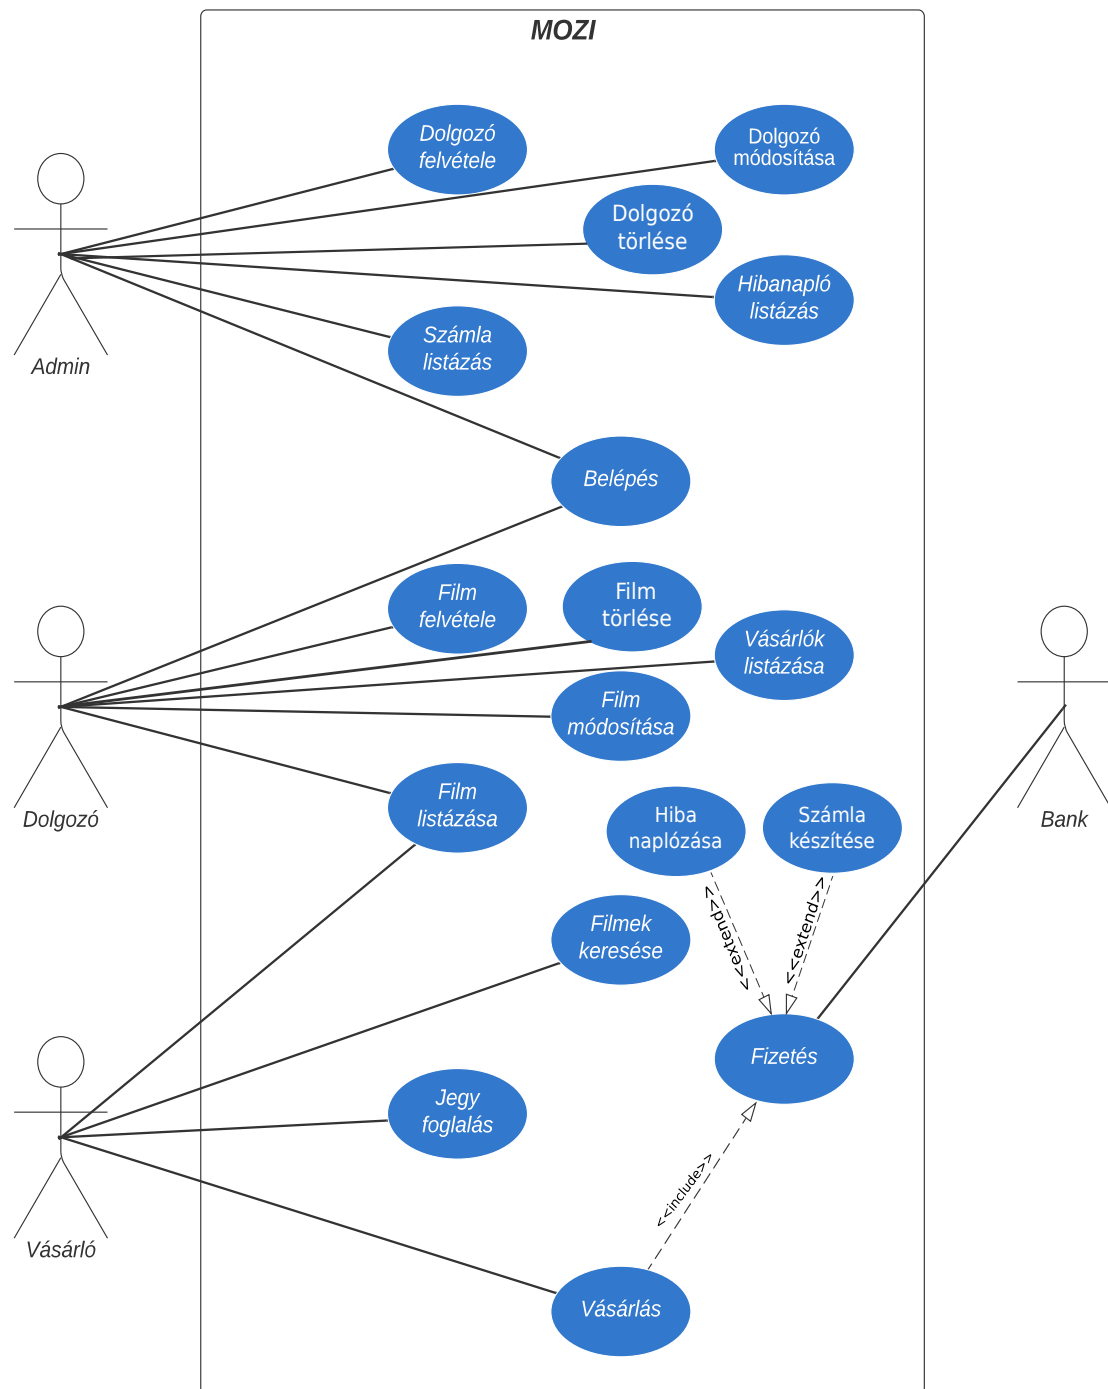 MOZI
Dolgozó
felvétele
Dolgozó
módosítása
Dolgozó
törlése
Hibanapló
listázás
Számla
listázás
Admin
Belépés
Film
felvétele
Film
törlése
Vásárlók
listázása
Film
módosítása
Dolgozó
Bank
Film
listázása
Hiba
naplózása
Számla
készítése
<<extend>>
<<extend>>
Filmek
keresése
Fizetés
Jegy
foglalás
<<include>>
Vásárló
Vásárlás